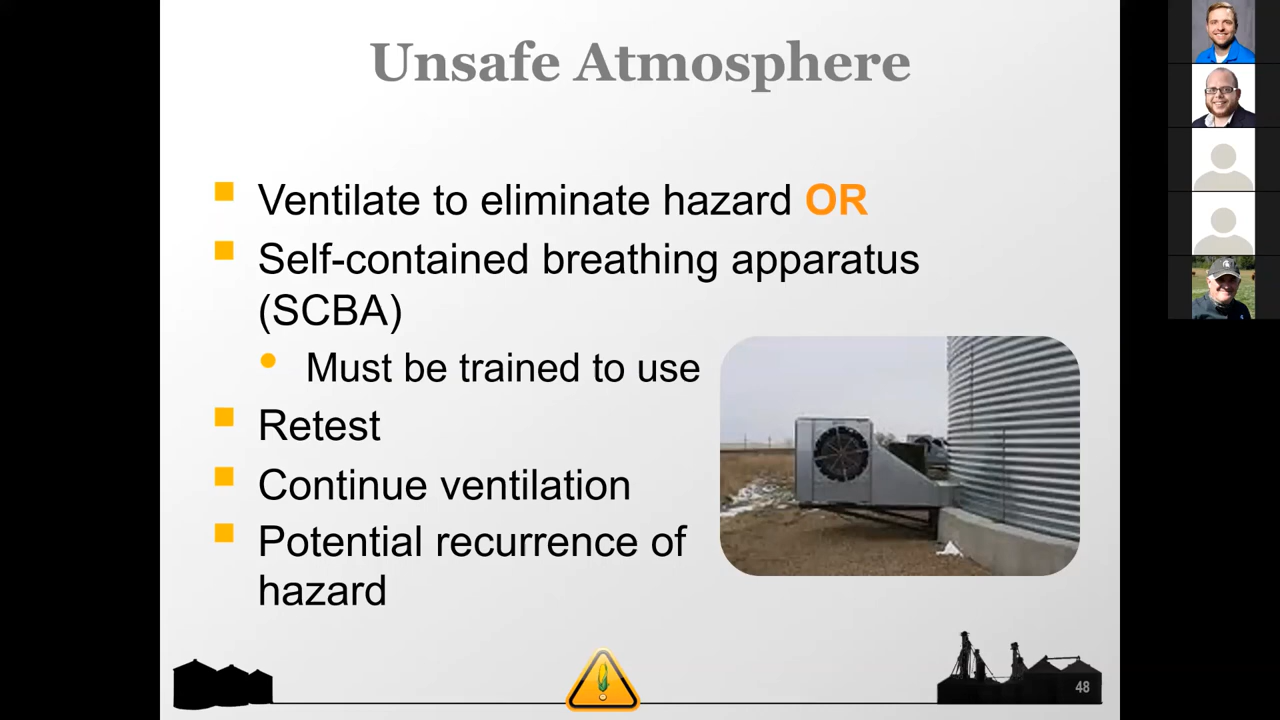 Unsafe Atmosphere
Ventilate to eliminate hazard OR
Self-contained breathing apparatus
(SCBA)
Must be trained to use
Retest
Continue ventilation
Potential recurrence of
hazard
48